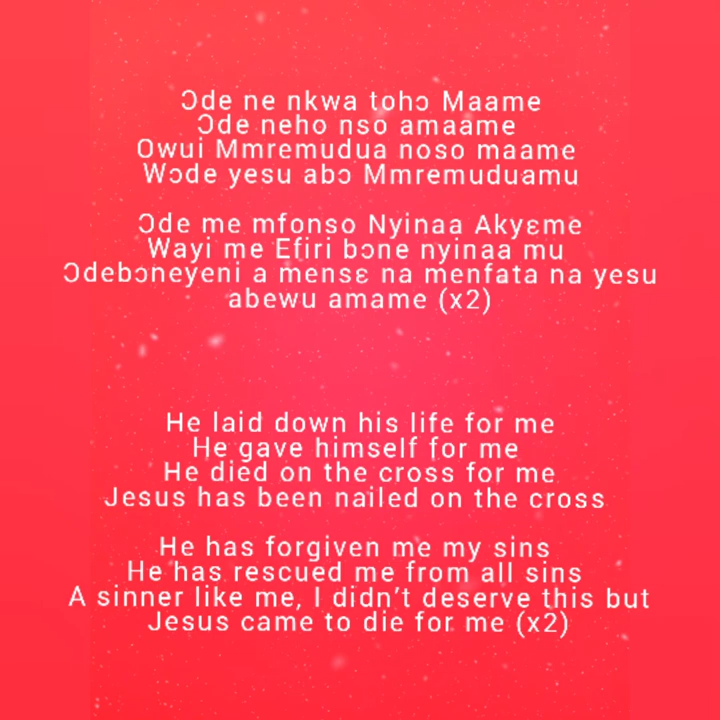 Ɔde ne nkwa tohɔ Maame
Ɔde neho nso amaame
Owui Mmremudua noso maame
Wɔde yesu abɔ Mmremuduamu
Ɔde me mfonso Nyinaa Akyɛme
Wayi me Efiri bɔne nyinaa mu
Ɔdebɔneyeni a mensɛ na menfata na yesu
abewu amame (x2)
He laid down his life for me
He gave himself for me
He died on the cross for me
Jesus has been nailed on the cross
He has forgiven me my sins
He has rescued me from all sins
A sinner like me, I didn’t deserve this but
Jesus came to die for me (x2)